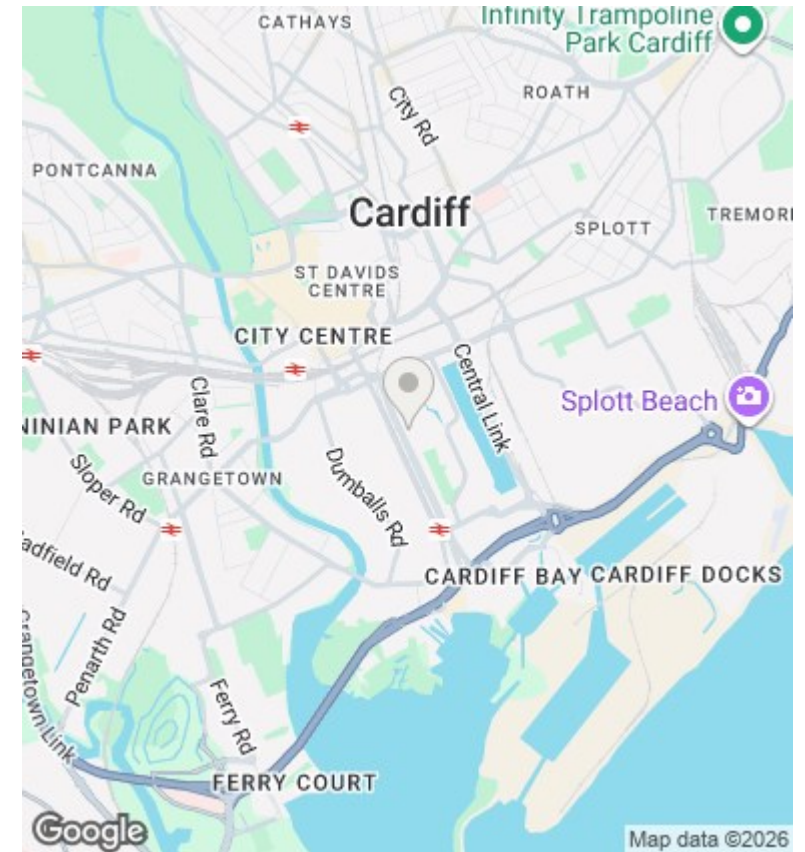 CATHAYS
Infinity Trampoline
Park Cardiff
City Rd
ROATH
PONTCANNA
Cardiff
SPLOTT
TREMOR
ST DAVIDS
CENTRE
CITY CENTRE
Central Link
Clare Rd
Splott Beach
NINIAN PARK
GRANGETOWN
Sloper Rd
Dumballs Rd
adfield Rd
CARDIFF BAY
CARDIFF DOCKS
Penarth Rd
Grangetown Link
Ferry Rd
FERRY COURT
Google
Map data ©2026